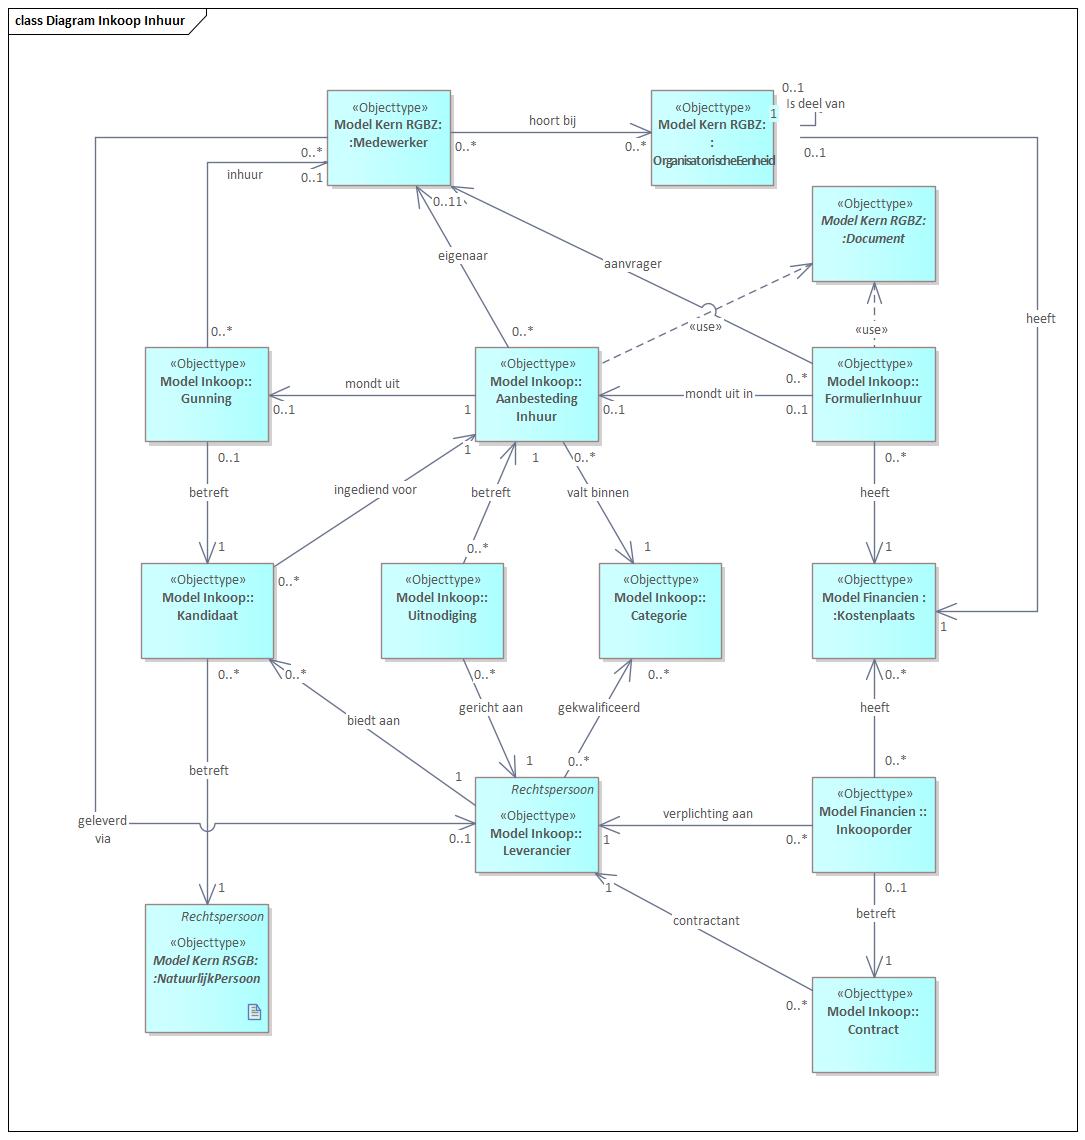 class Diagram Inkoop Inhuur
«Objecttype»
Model Kern RGBZ:
:Medewerker
hoort bij
0..*
0..*
«Objecttype»
Model Kern RGBZ:
:
OrganisatorischeEenheid
0..1
Is deel van
1
0..1
0..*
inhuur
0..1
0..11
eigenaar
aanvrager
«Objecttype»
Model Kern RGBZ:
:Document
«use»
«use»
heeft
0..*
0..*
«Objecttype»
Model Inkoop::
Gunning
mondt uit
0..1
1
«Objecttype»
Model Inkoop::
Aanbesteding
Inhuur
mondt uit in
0..1
0..*
0..1
«Objecttype»
Model Inkoop::
FormulierInhuur
0..1
betreft
1
ingediend voor
1
0..*
1
betreft
0..*
0..*
valt binnen
1
0..*
heeft
1
«Objecttype»
Model Inkoop::
Kandidaat
«Objecttype»
Model Inkoop::
Uitnodiging
«Objecttype»
Model Inkoop::
Categorie
«Objecttype»
Model Financien :
:Kostenplaats
1
0..*
0..*
biedt aan
1
0..*
gericht aan
1
0..*
gekwalificeerd
0..*
0..*
heeft
0..*
betreft
geleverd
via
0..1
1
Rechtspersoon
«Objecttype»
Model Inkoop::
Leverancier
verplichting aan
1
0..*
«Objecttype»
Model Financien ::
Inkooporder
1
contractant
0..*
0..1
betreft
1
Rechtspersoon
«Objecttype»
Model Kern RSGB:
:NatuurlijkPersoon
«Objecttype»
Model Inkoop::
Contract